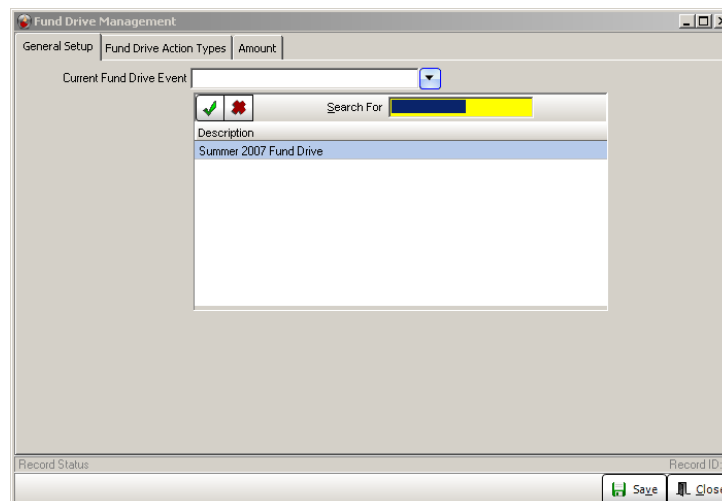 Fund Drive Management
General Setup Fund Drive Action Types Amount
Current Fund Drive Event
Search For
Description
Summer 2007 Fund Drive
Record Status Record ID:
Save Close